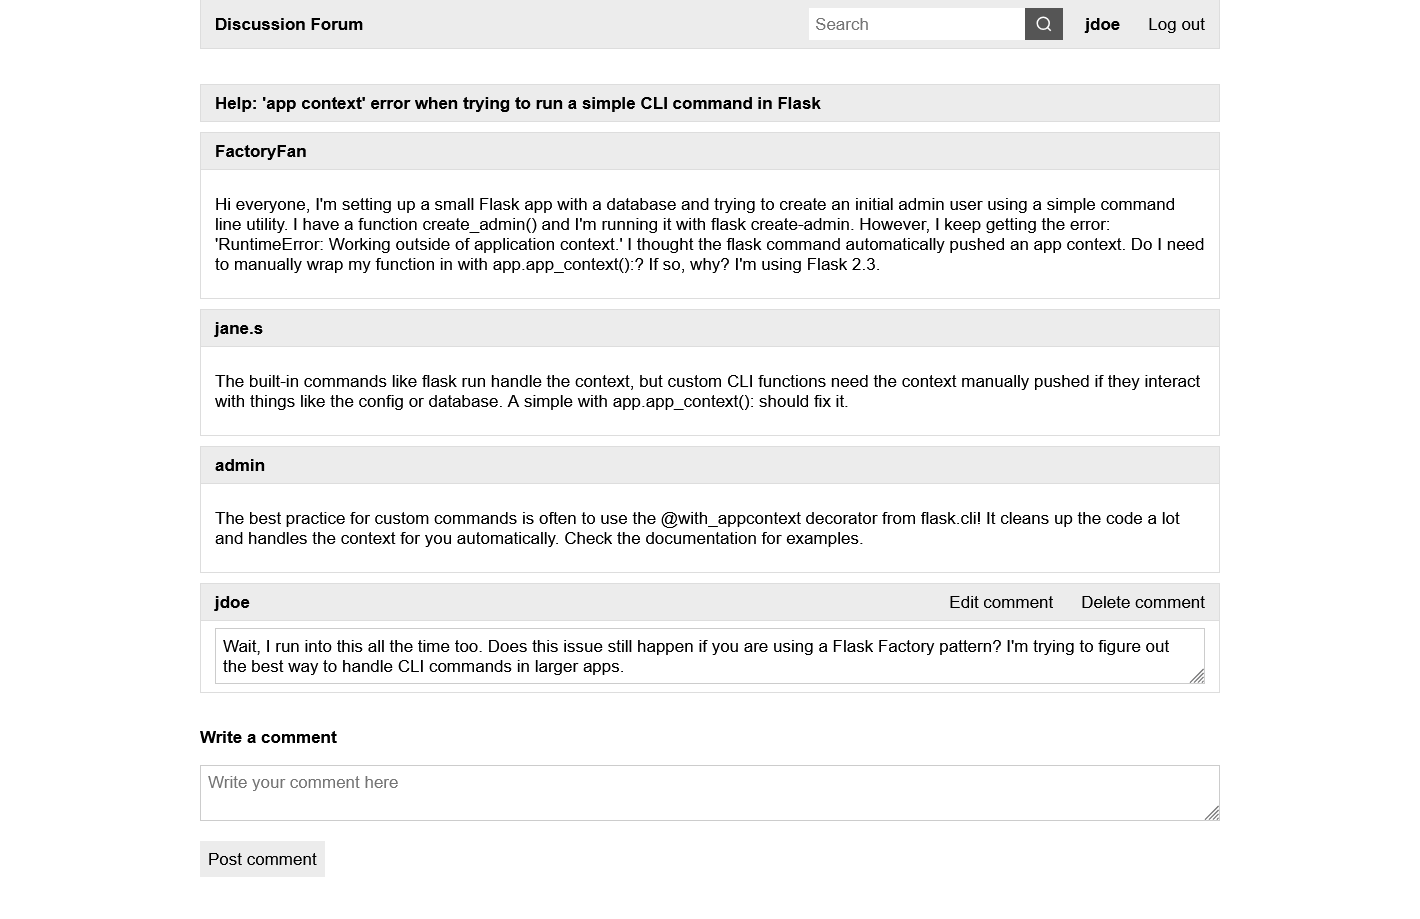 Discussion Forum
Search
jdoe
Log out
Help: 'app context' error when trying to run a simple CLI command in Flask
FactoryFan
Hi everyone, I'm setting up a small Flask app with a database and trying to create an initial admin user using a simple command
line utility. I have a function create_admin() and I'm running it with flask create-admin. However, I keep getting the error:
'RuntimeError: Working outside of application context.' I thought the flask command automatically pushed an app context. Do I need
to manually wrap my function in with app.app_context():? If so, why? I'm using Flask 2.3.
jane.s
The built-in commands like flask run handle the context, but custom CLI functions need the context manually pushed if they interact
with things like the config or database. A simple with app.app_context(): should fix it.
admin
The best practice for custom commands is often to use the @with_appcontext decorator from flask.cli! It cleans up the code a lot
and handles the context for you automatically. Check the documentation for examples.
jdoe
Edit comment
Delete comment
Wait, I run into this all the time too. Does this issue still happen if you are using a Flask Factory pattern? I'm trying to figure out
the best way to handle CLI commands in larger apps.
Write a comment
Write your comment here
Post comment